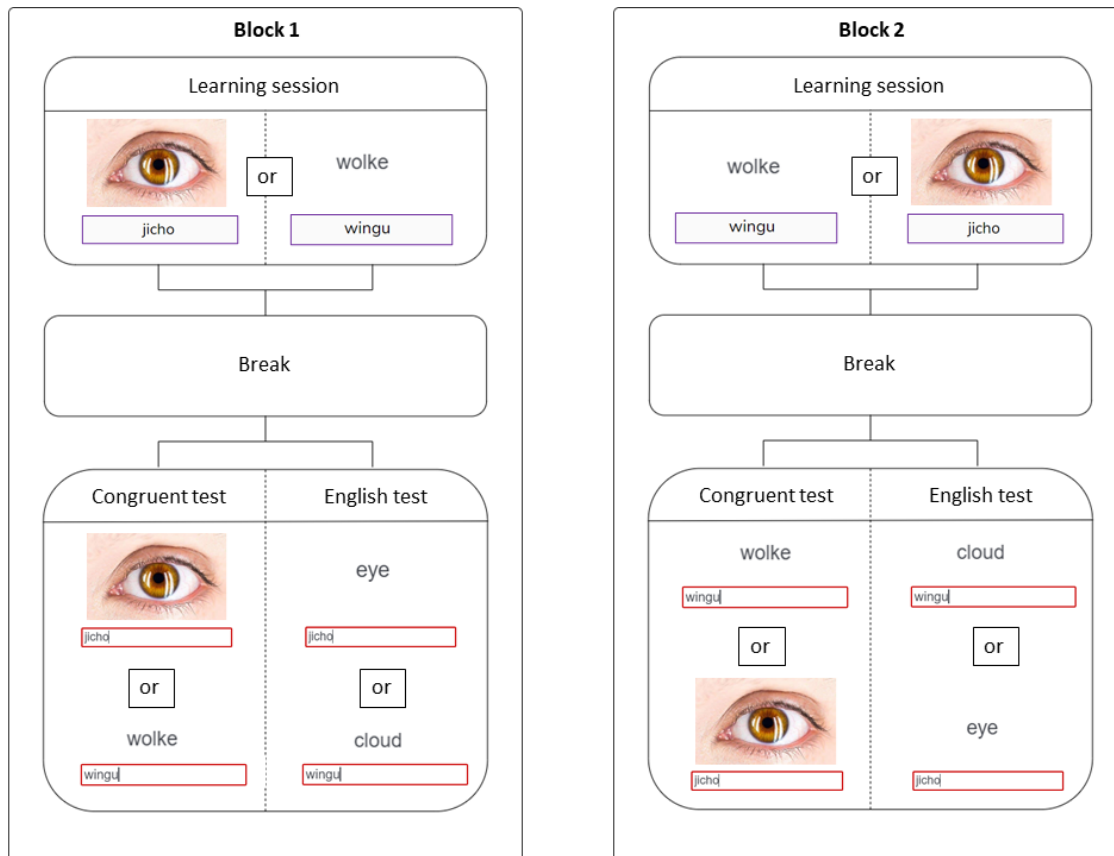 Block 1
Learning session
or
wolke
jicho
wingu
Break
Congruent test
English test
eye
jicho
jicho
or
or
wolke
cloud
wingu
wingu
Block 2
Learning session
wolke
or
wingu
jicho
Break
Congruent test
English test
wolke
cloud
wingu
wingu
or
or
eye
jicho
jicho